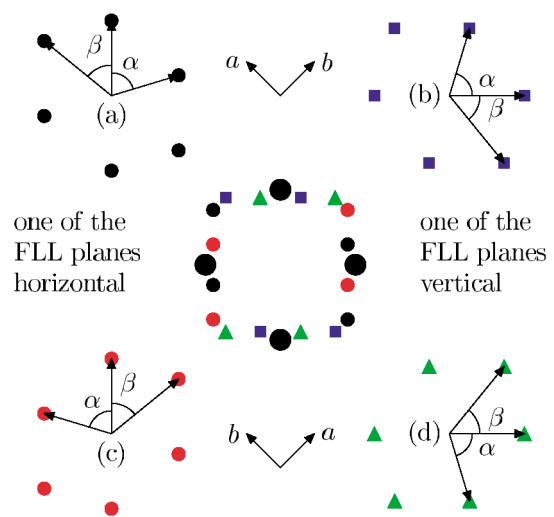 β
α
(a)
a
b
α
(b)
β
one of the
FLL planes
horizontal
one of the
FLL planes
vertical
α
β
(c)
b
a
β
(d)
α